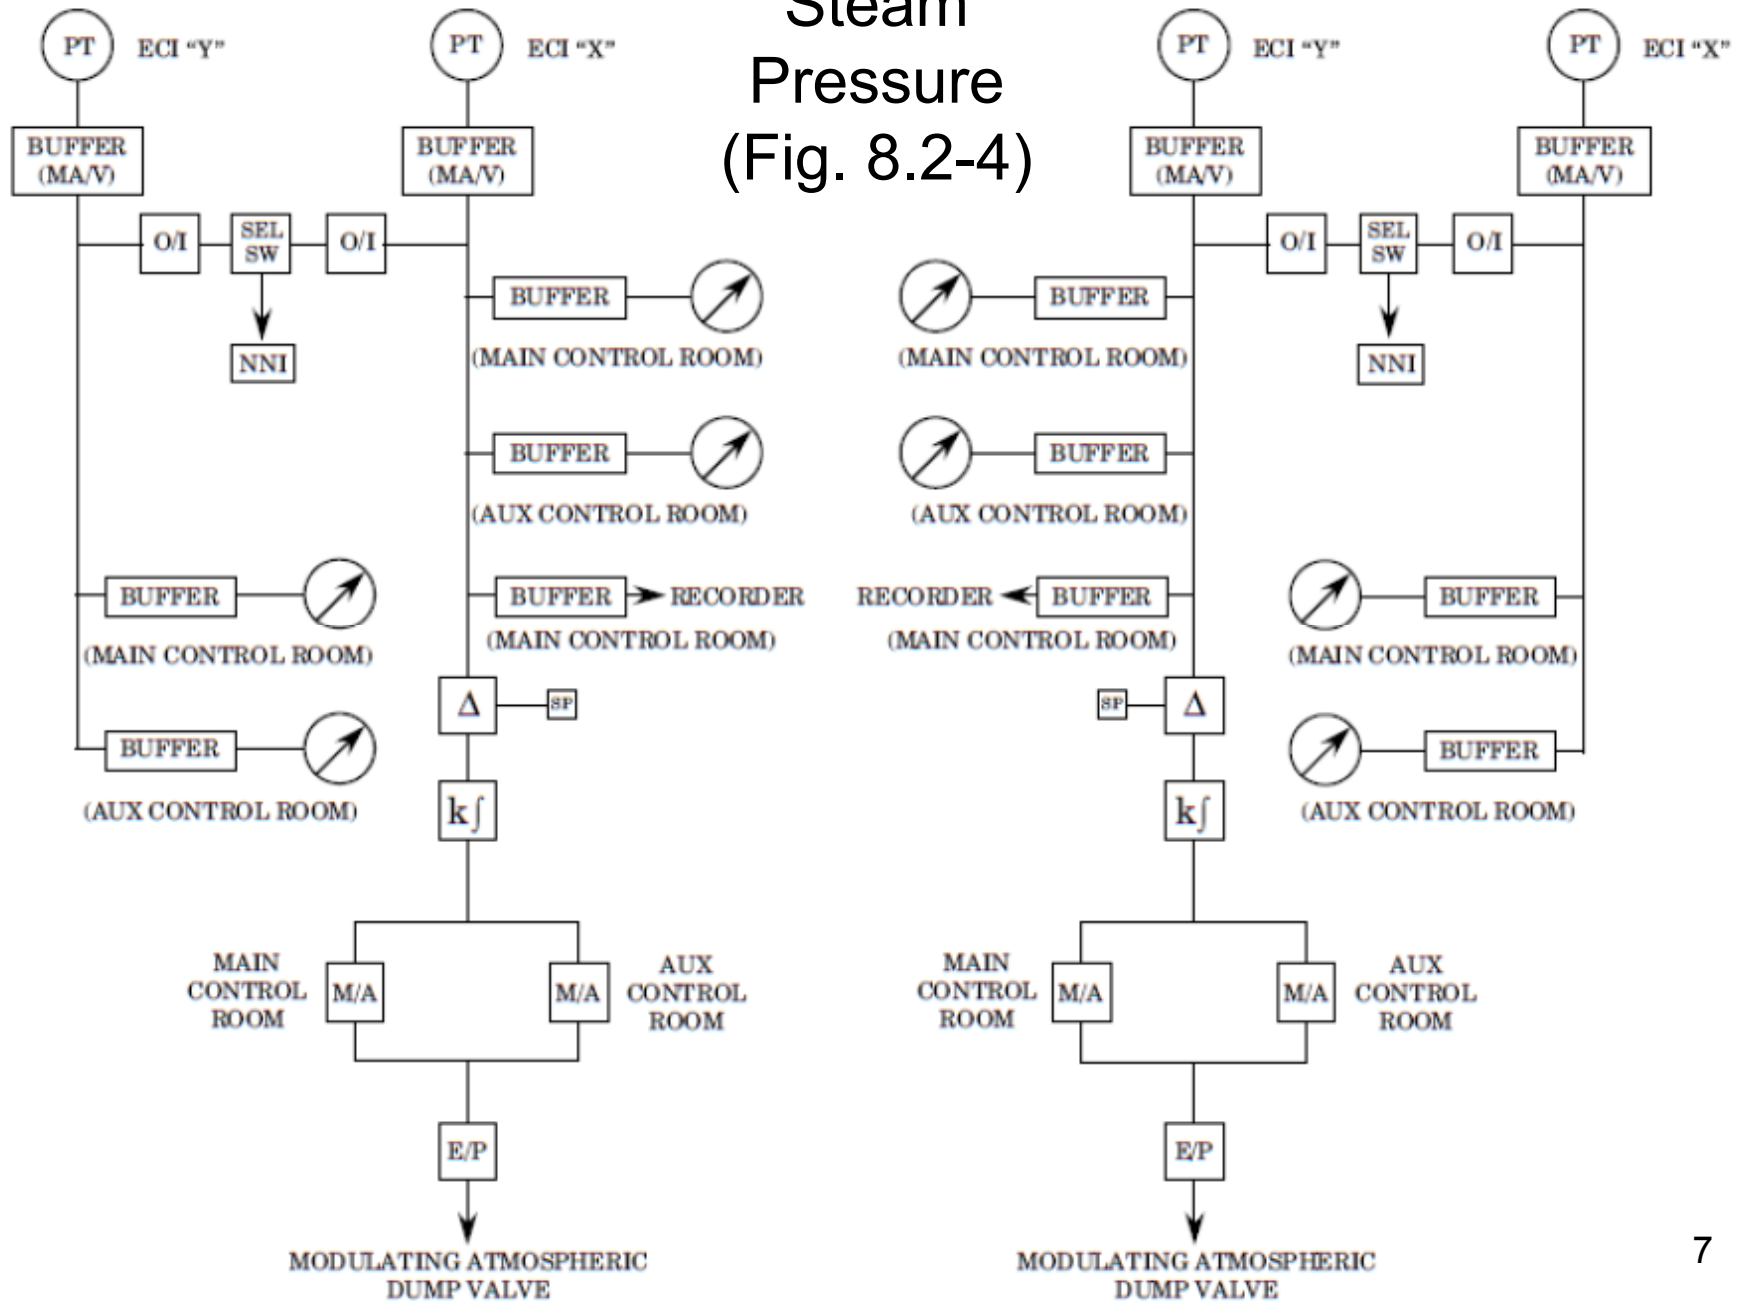 Steam
Pressure
(Fig. 8.2-4)
PT ECI “Y” PT ECI “X” PT ECI “Y” PT ECI “X”
BUFFER BUFFER BUFFER BUFFER
(MA/V) (MA/V) (MA/V) (MA/V)
O/I SEL SW O/I O/I SEL SW O/I
BUFFER BUFFER
(MAIN CONTROL ROOM) (MAIN CONTROL ROOM)
NNI NNI
BUFFER BUFFER
(AUX CONTROL ROOM) (AUX CONTROL ROOM)
BUFFER BUFFER RECORDER RECORDER BUFFER BUFFER
(MAIN CONTROL ROOM) (MAIN CONTROL ROOM)
(MAIN CONTROL ROOM) (MAIN CONTROL ROOM)
Δ SP SP Δ
BUFFER BUFFER
(AUX CONTROL ROOM) k∫ k∫ (AUX CONTROL ROOM)
MAIN
CONTROL
ROOM
M/A M/A
AUX
CONTROL
ROOM
MAIN
CONTROL
ROOM
M/A M/A
AUX
CONTROL
ROOM
E/P E/P
MODULATING ATMOSPHERIC
DUMP VALVE
MODULATING ATMOSPHERIC
DUMP VALVE
7